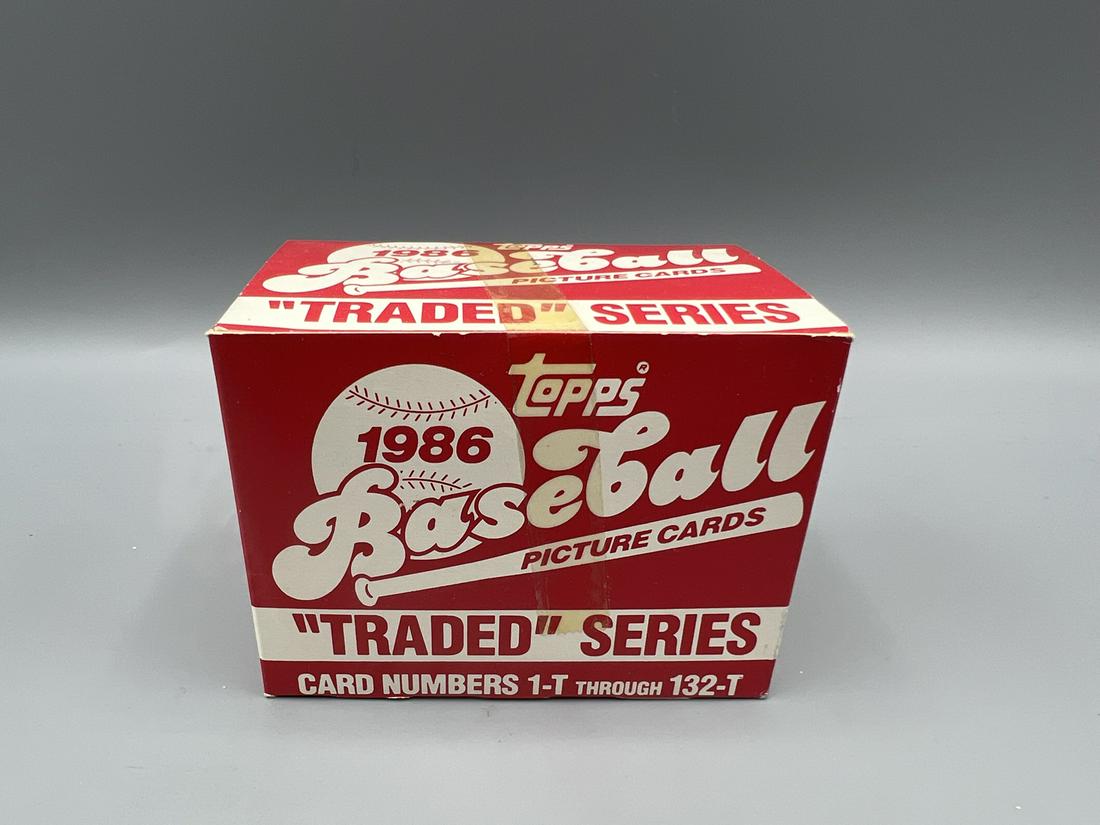 topps
1986
Baseball
PICTURE CARDS
"TRADED" SERIES
topps®
1986
Baseball
PICTURE CARDS
"TRADED" SERIES
CARD NUMBERS 1-T THROUGH 132-T